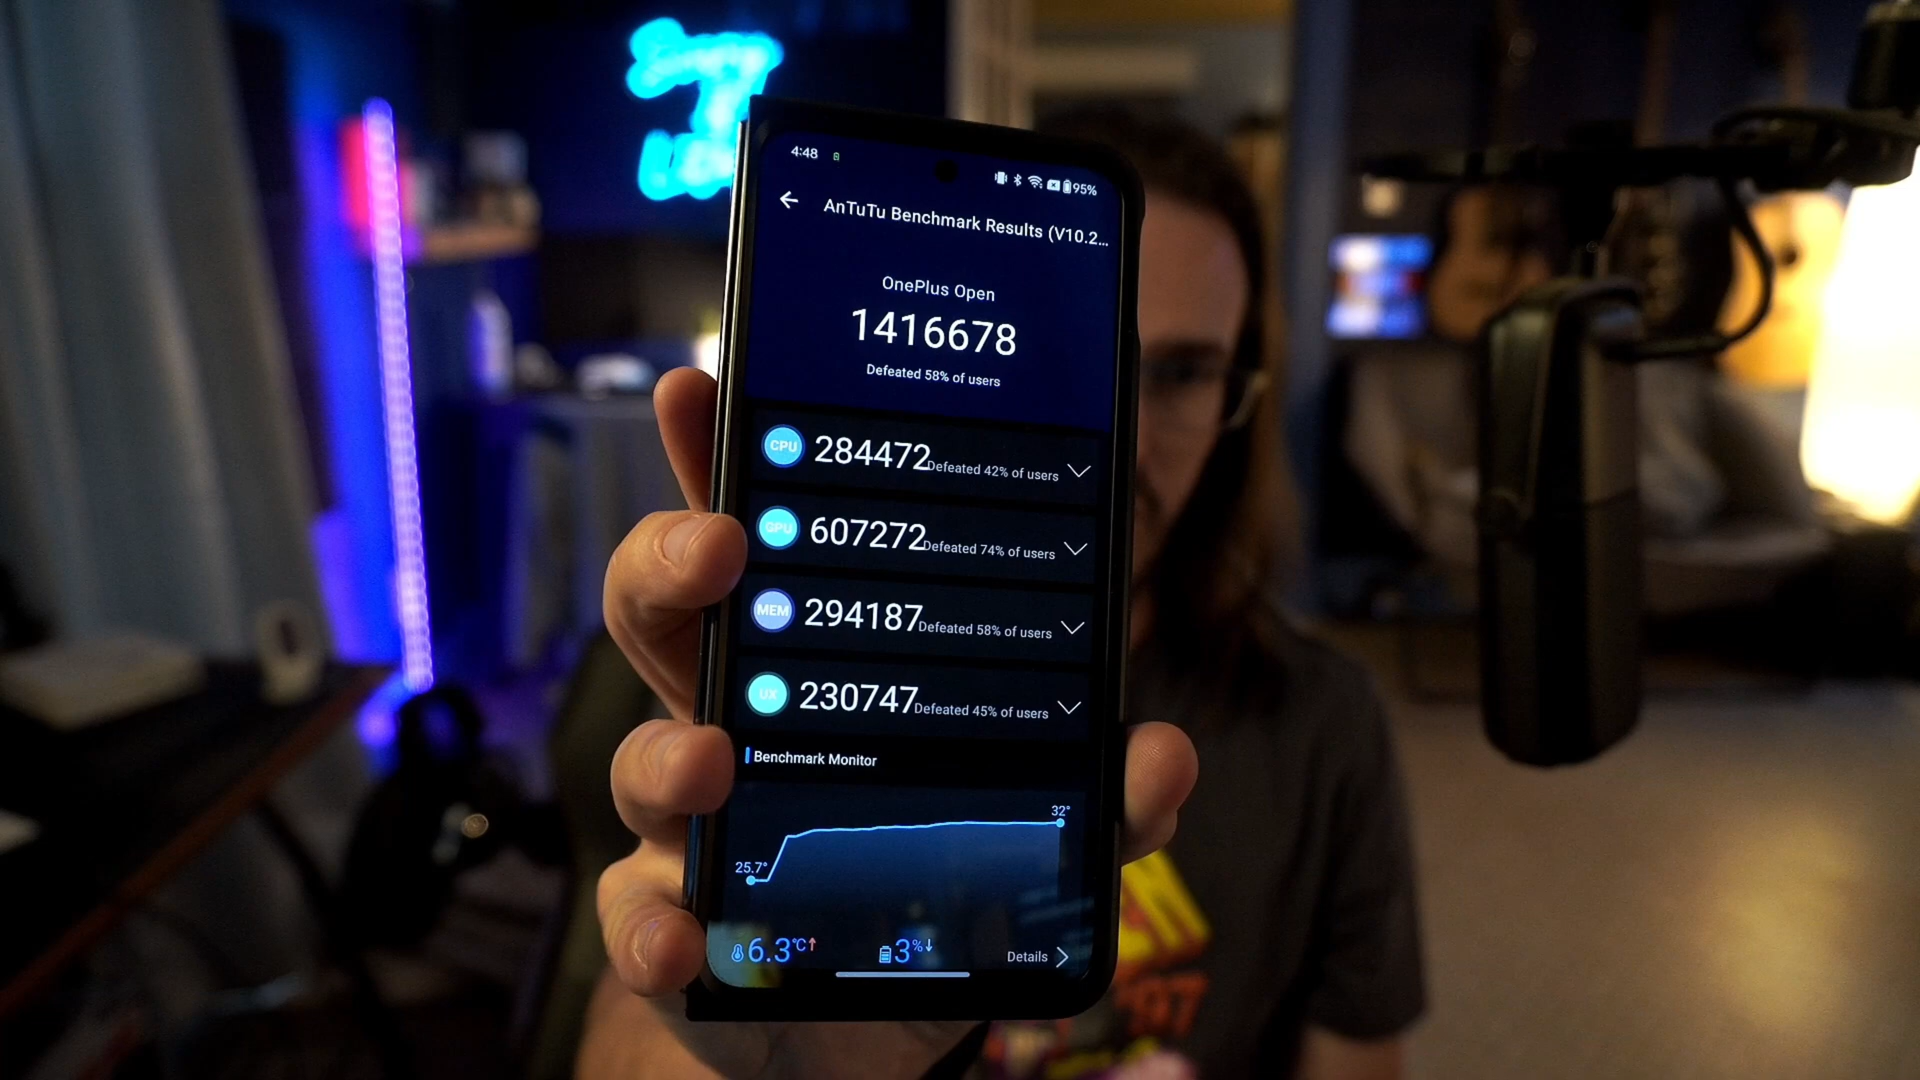 4:48
95%
AnTuTu Benchmark Results (V10.2...
OnePlus Open
1416678
Defeated 58% of users
CPU 284472 Defeated 42% of users
GPU 607272 Defeated 74% of users
MEM 294187 Defeated 58% of users
UX 230747 Defeated 45% of users
Benchmark Monitor
32°
25.7°
6.3°C↑ 3%↓ Details